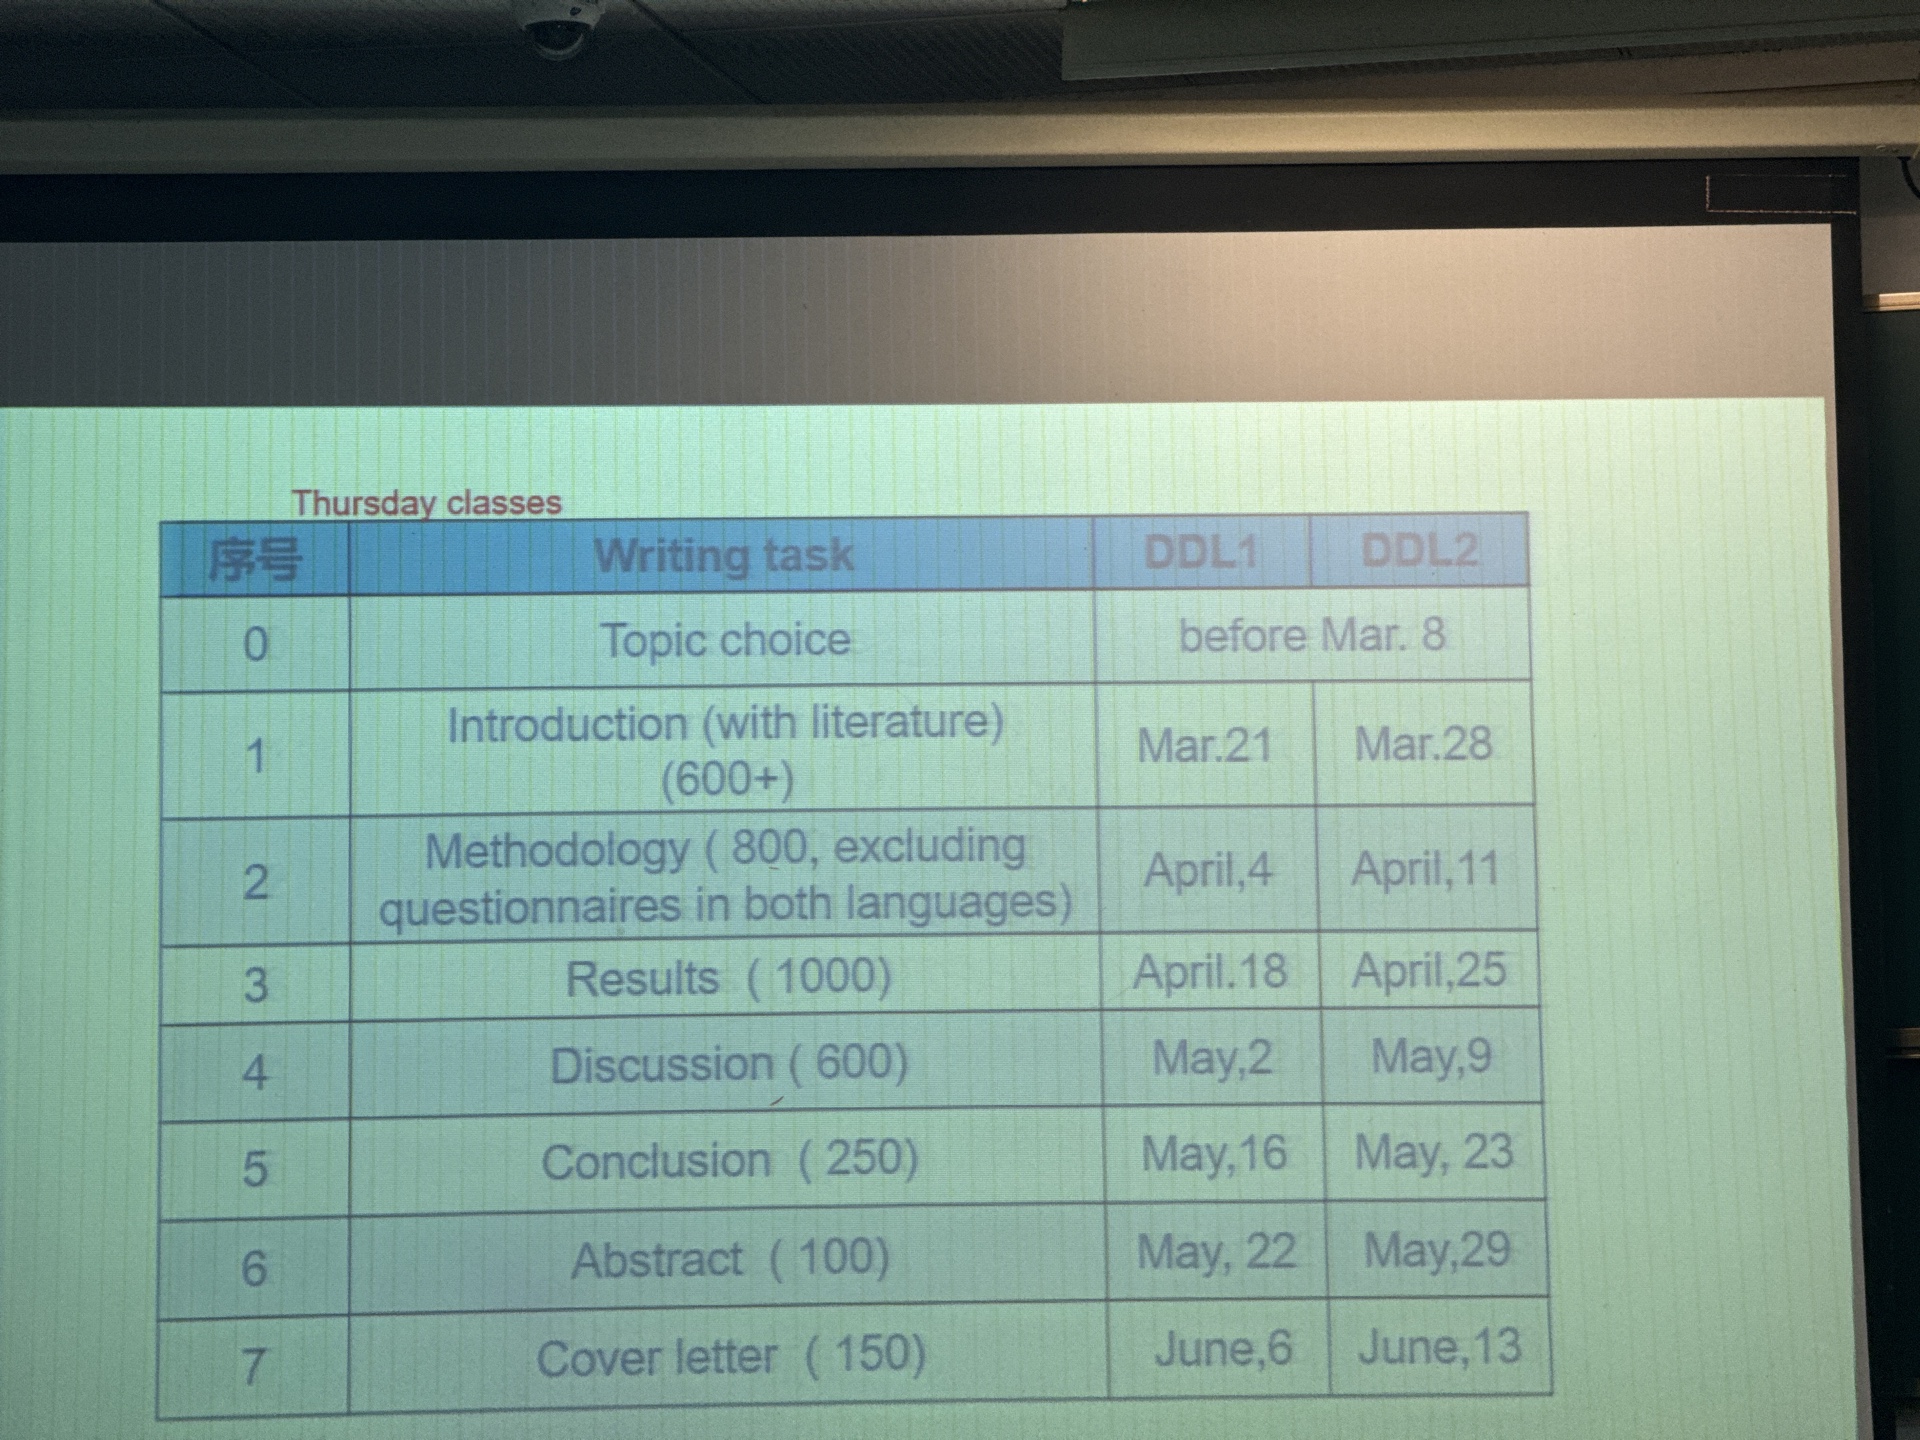 Thursday classes
序号 Writing task DDL1 DDL2
0 Topic choice before Mar. 8
1 Introduction (with literature) (600+) Mar.21 Mar.28
2 Methodology ( 800, excluding questionnaires in both languages) April,4 April,11
3 Results ( 1000) April.18 April,25
4 Discussion ( 600) May,2 May,9
5 Conclusion ( 250) May,16 May, 23
6 Abstract ( 100) May, 22 May,29
7 Cover letter ( 150) June,6 June,13